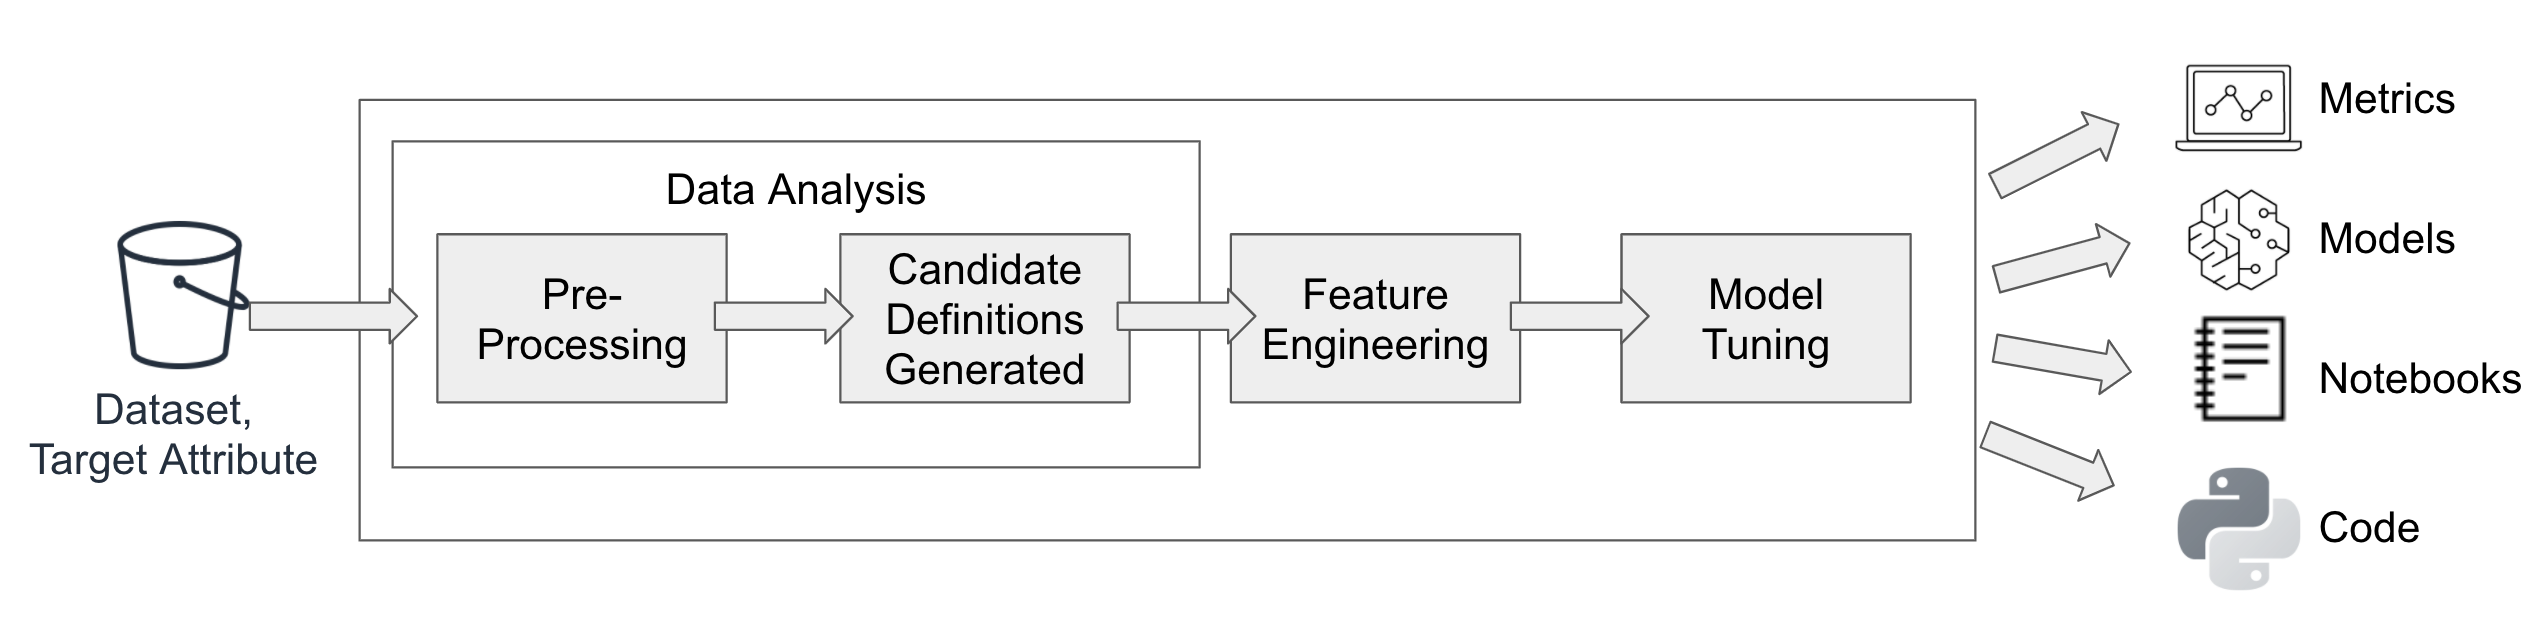 Dataset,
Target Attribute
Data Analysis
Pre-
Processing
Candidate
Definitions
Generated
Feature
Engineering
Model
Tuning
Metrics
Models
Notebooks
Code